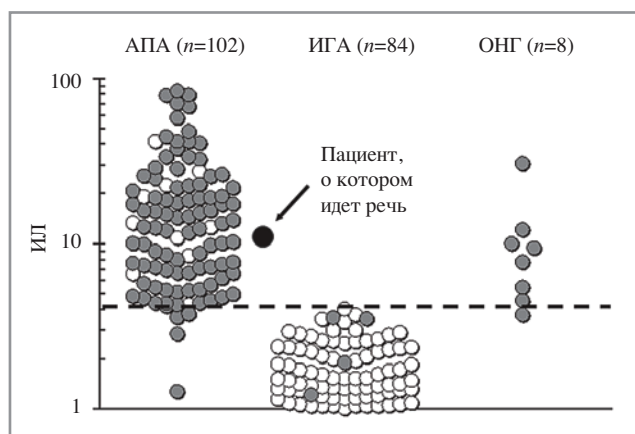 АПА (n=102) ИГА (n=84) ОНГ (n=8)
100
Пациент,
о котором
идет речь
ИЛ
10
1